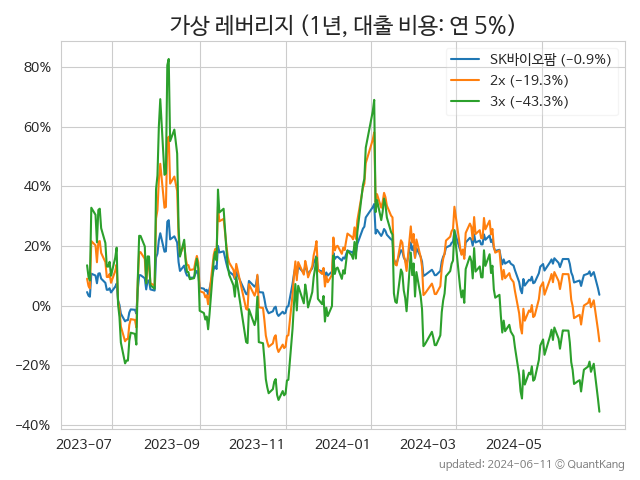 가상 레버리지 (1년, 대출 비용: 연 5%)
SK바이오팜 (−0.9%)
2x (−19.3%)
3x (−43.3%)
80%
60%
40%
20%
0%
−20%
−40%
2023-07 2023-09 2023-11 2024-01 2024-03 2024-05
updated: 2024-06-11 © QuantKang